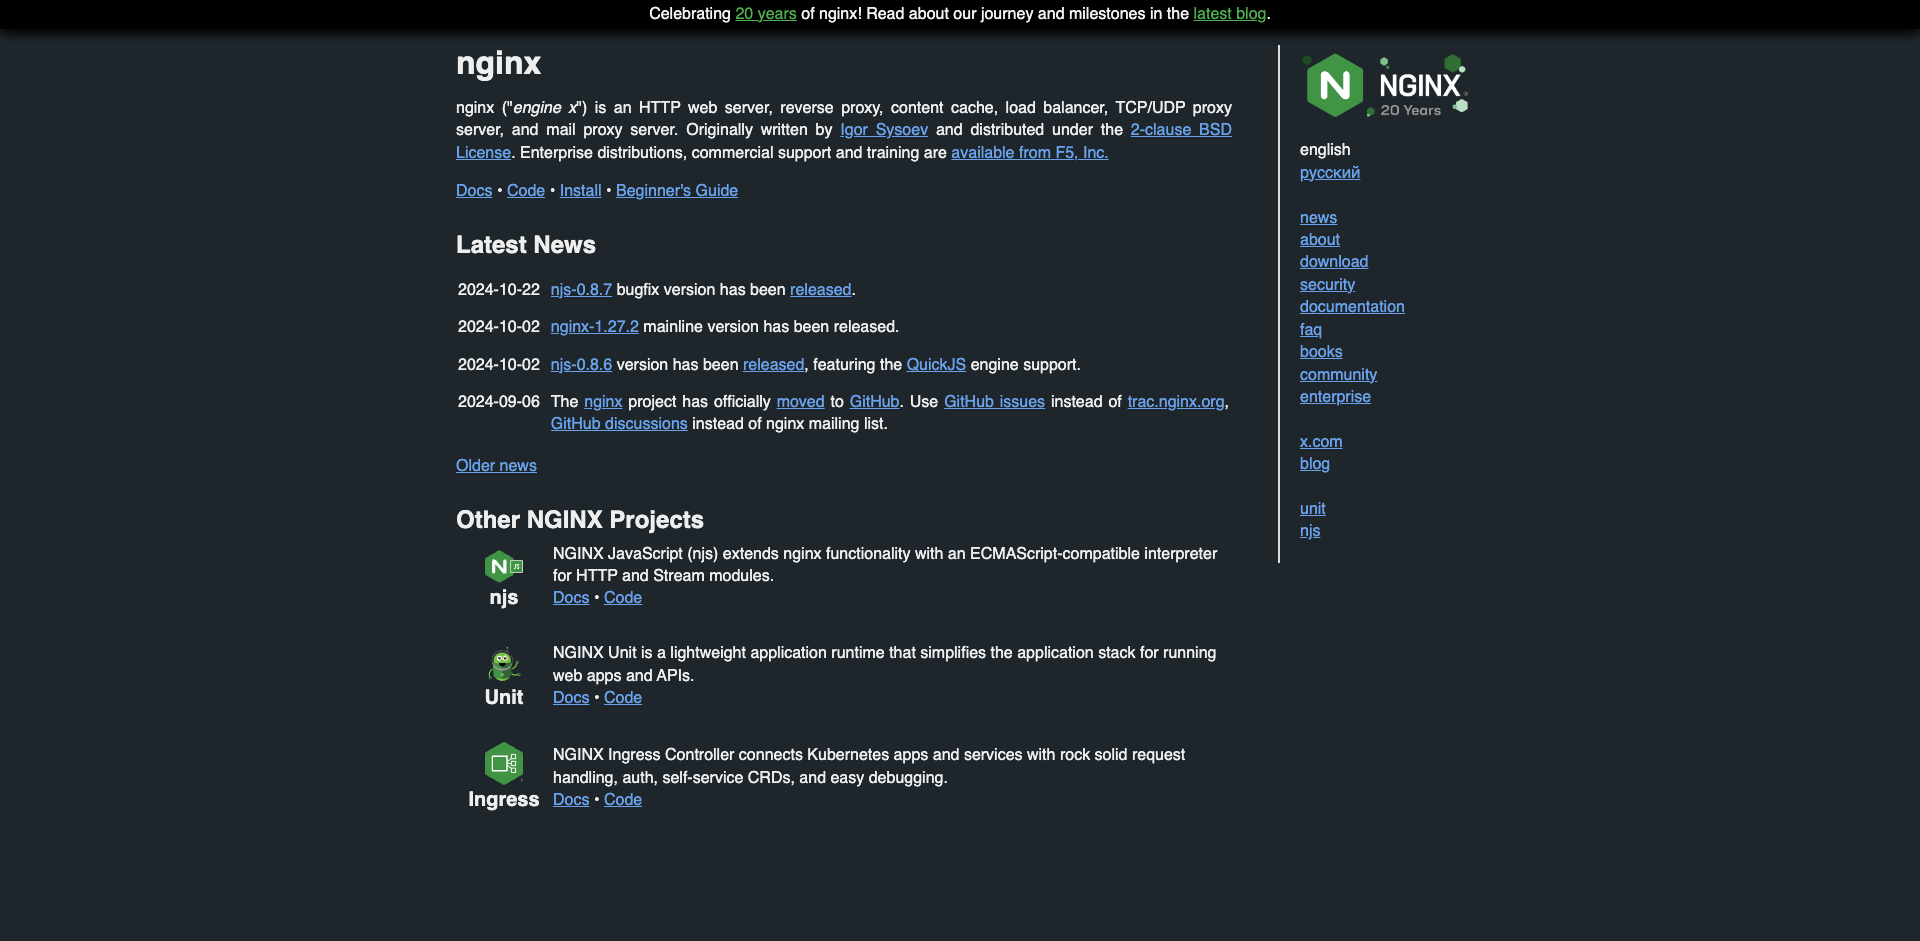 Celebrating 20 years of nginx! Read about our journey and milestones in the latest blog.
nginx
nginx ("engine x") is an HTTP web server, reverse proxy, content cache, load balancer, TCP/UDP proxy
server, and mail proxy server. Originally written by Igor Sysoev and distributed under the 2-clause BSD
License. Enterprise distributions, commercial support and training are available from F5, Inc.
Docs • Code • Install • Beginner's Guide
Latest News
2024-10-22 njs-0.8.7 bugfix version has been released.
2024-10-02 nginx-1.27.2 mainline version has been released.
2024-10-02 njs-0.8.6 version has been released, featuring the QuickJS engine support.
2024-09-06 The nginx project has officially moved to GitHub. Use GitHub issues instead of trac.nginx.org,
GitHub discussions instead of nginx mailing list.
Older news
Other NGINX Projects
N JS
njs
NGINX JavaScript (njs) extends nginx functionality with an ECMAScript-compatible interpreter
for HTTP and Stream modules.
Docs • Code
Unit
NGINX Unit is a lightweight application runtime that simplifies the application stack for running
web apps and APIs.
Docs • Code
Ingress
NGINX Ingress Controller connects Kubernetes apps and services with rock solid request
handling, auth, self-service CRDs, and easy debugging.
Docs • Code
N NGINX
20 Years
english
русский
news
about
download
security
documentation
faq
books
community
enterprise
x.com
blog
unit
njs